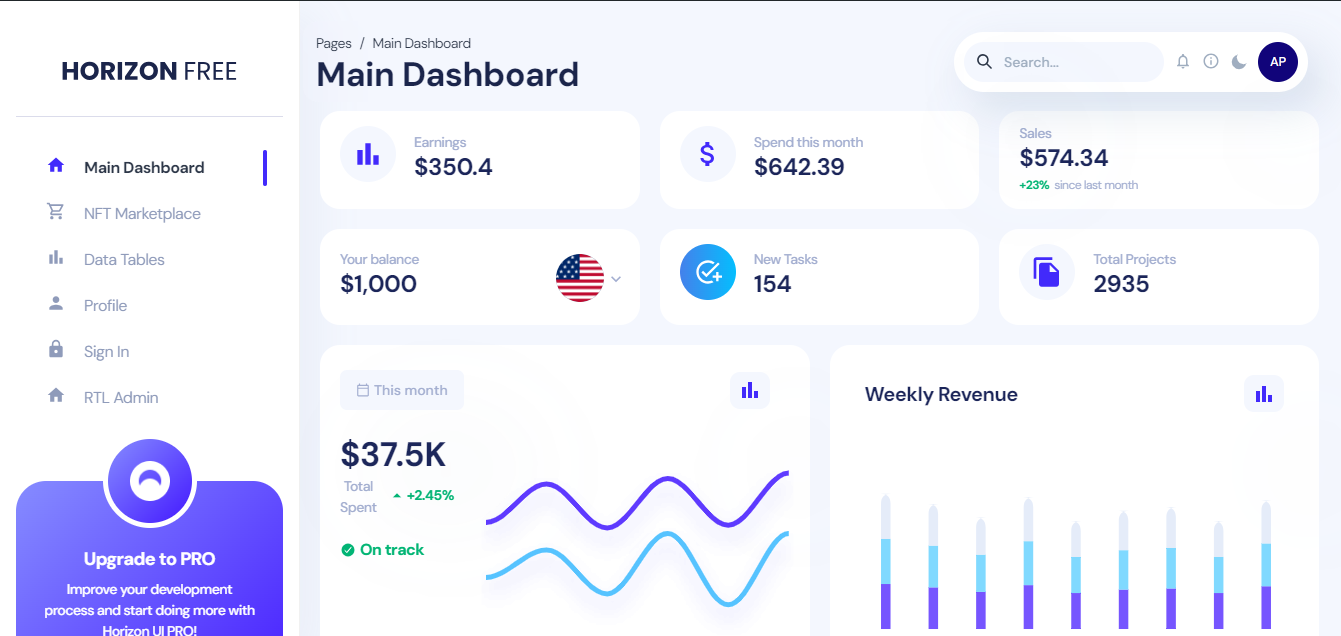 HORIZON FREE
Main Dashboard
NFT Marketplace
Data Tables
Profile
Sign In
RTL Admin
Upgrade to PRO
Improve your development
process and start doing more with
Horizon UI PRO!
Pages / Main Dashboard
Main Dashboard
Search...
AP
Earnings
$350.4
Spend this month
$642.39
Sales
$574.34
+23% since last month
Your balance
$1,000
New Tasks
154
Total Projects
2935
This month
$37.5K
Total
Spent
+2.45%
On track
Weekly Revenue